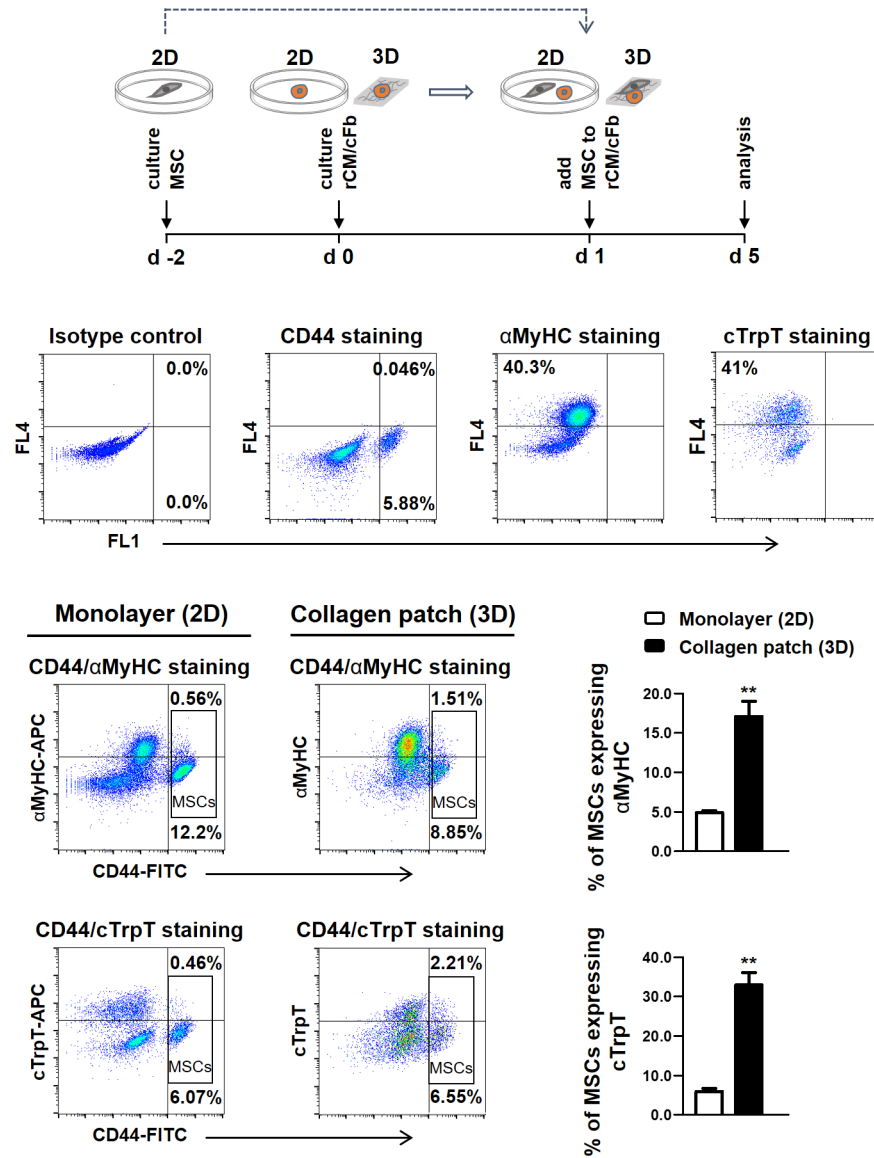 2D
2D
3D
2D
3D
culture
MSC
culture
rCM/cFb
add
MSC to
rCM/cFb
analysis
d -2
d 0
d 1
d 5
Isotype control
CD44 staining
αMyHC staining
cTrpT staining
0.0%
0.046%
40.3%
41%
FL4
FL4
FL4
FL4
0.0%
5.88%
FL1
Monolayer (2D)
Collagen patch (3D)
Monolayer (2D)
Collagen patch (3D)
CD44/αMyHC staining
CD44/αMyHC staining
0.56%
1.51%
αMyHC-APC
αMyHC
MSCs
MSCs
12.2%
8.85%
CD44-FITC
% of MSCs expressing
αMyHC
20.0
15.0
10.0
5.0
0.0
**
CD44/cTrpT staining
CD44/cTrpT staining
0.46%
2.21%
cTrpT-APC
cTrpT
MSCs
MSCs
6.07%
6.55%
CD44-FITC
% of MSCs expressing
cTrpT
40.0
30.0
20.0
10.0
0.0
**